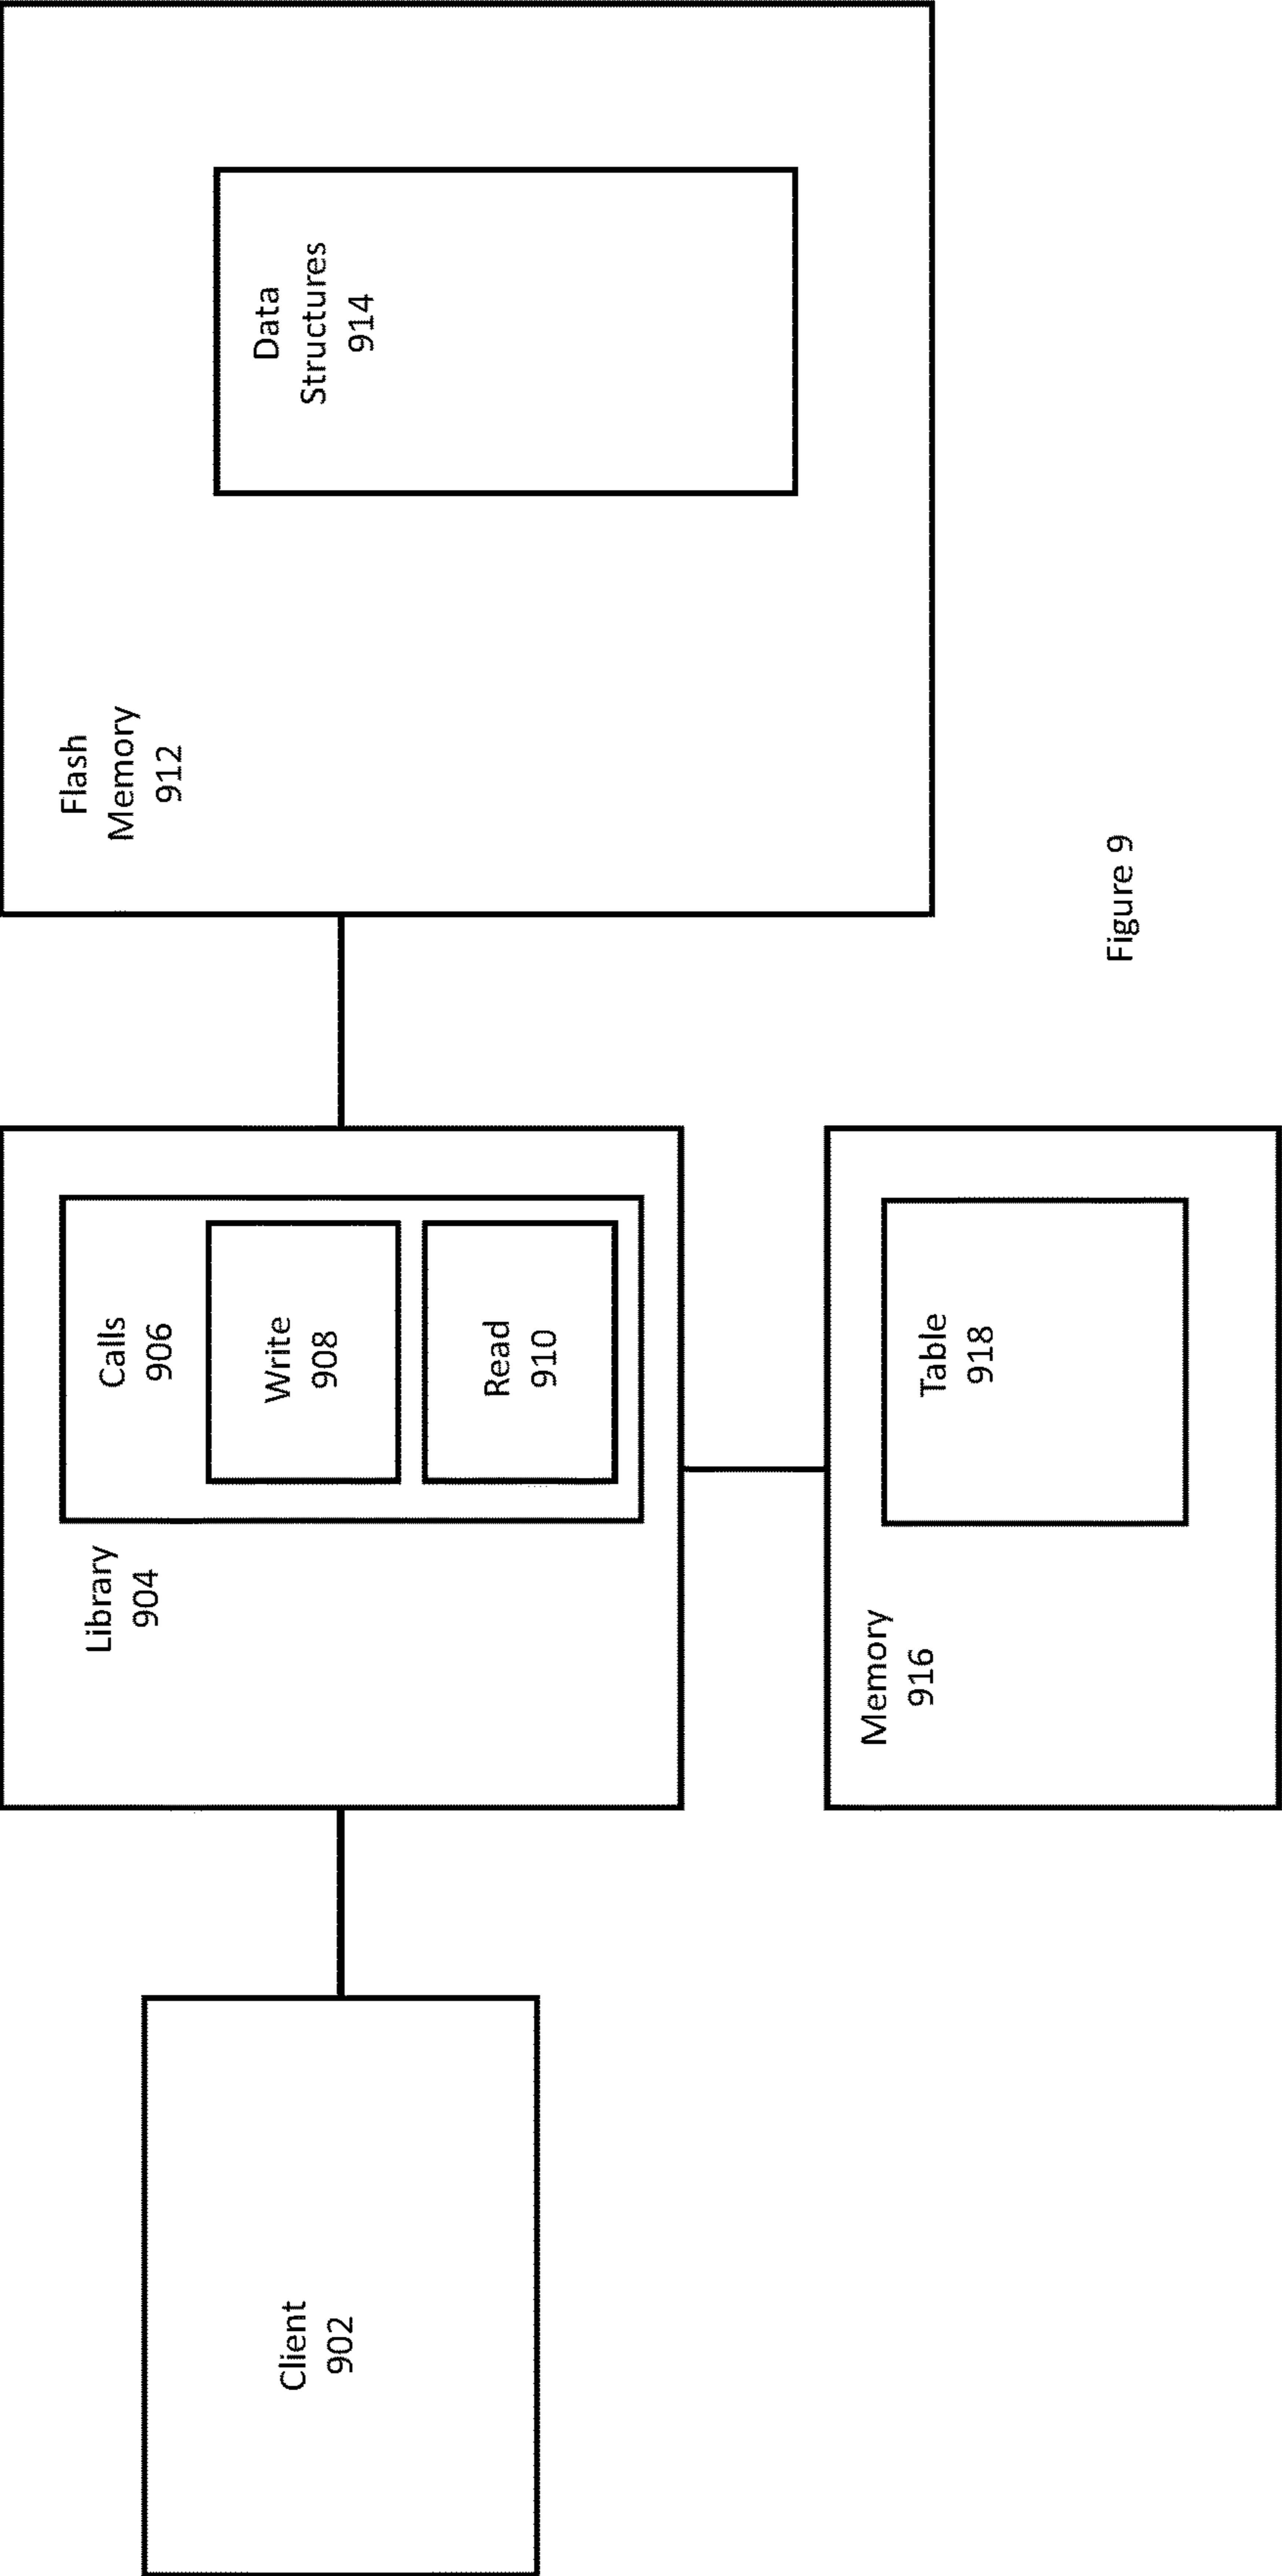 Client
902
Library
904
Calls
906
Write
908
Read
910
Flash
Memory
912
Data
Structures
914
Memory
916
Table
918
Figure 9